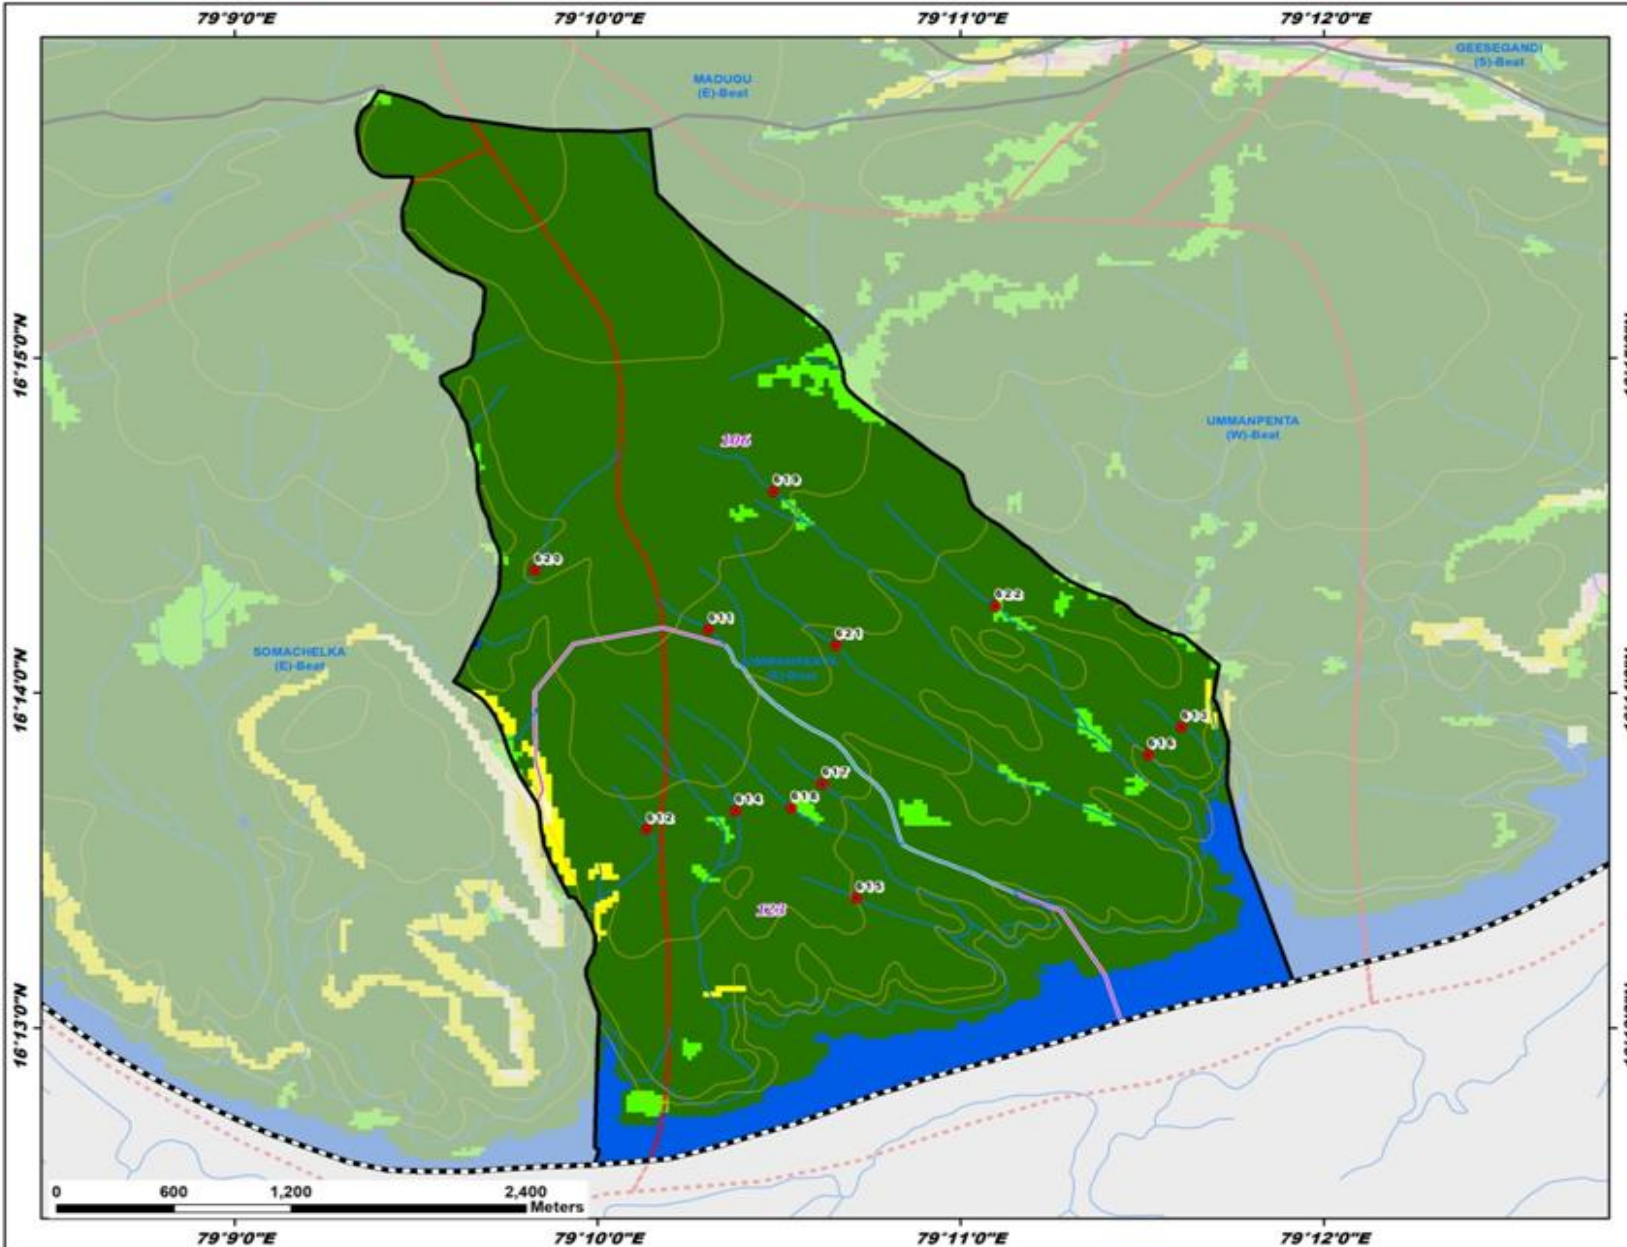 79°9'0"E 79°10'0"E 79°11'0"E 79°12'0"E
GEESEGANDI
(S)-Beat
MADUGU
(E)-Beat
16°15'0"N
UMMANPENTA
(W)-Beat
106
619
620
622
611
621
SOMACHELKA
(E)-Beat
16°14'0"N
613
616
617
618
614
612
615
123
16°13'0"N
0 600 1,200 2,400
Meters
79°9'0"E 79°10'0"E 79°11'0"E 79°12'0"E